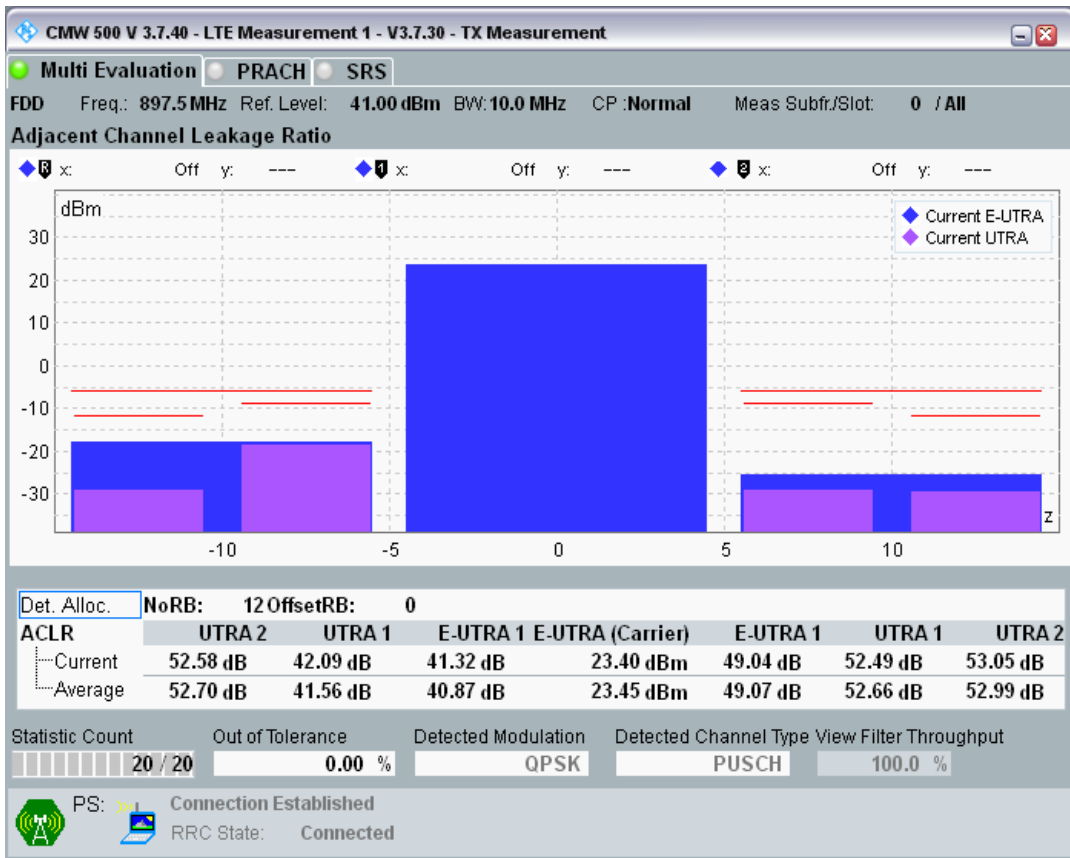 CMW 500 V 3.7.40 - LTE Measurement 1 - V3.7.30 - TX Measurement
Multi Evaluation PRACH SRS
FDD Freq.: 897.5 MHz Ref. Level: 41.00 dBm BW: 10.0 MHz CP :Normal Meas Subfr./Slot: 0 / All
Adjacent Channel Leakage Ratio
R x: Off y: --- 1 x: Off y: --- 2 x: Off y: ---
dBm
Current E-UTRA
Current UTRA
30
20
10
0
-10
-20
-30
z
-10 -5 0 5 10
Det. Alloc. NoRB: 12 OffsetRB: 0
ACLR UTRA 2 UTRA 1 E-UTRA 1 E-UTRA (Carrier) E-UTRA 1 UTRA 1 UTRA 2
Current 52.58 dB 42.09 dB 41.32 dB 23.40 dBm 49.04 dB 52.49 dB 53.05 dB
Average 52.70 dB 41.56 dB 40.87 dB 23.45 dBm 49.07 dB 52.66 dB 52.99 dB
Statistic Count Out of Tolerance Detected Modulation Detected Channel Type View Filter Throughput
20 / 20 0.00 % QPSK PUSCH 100.0 %
PS: Connection Established
RRC State: Connected